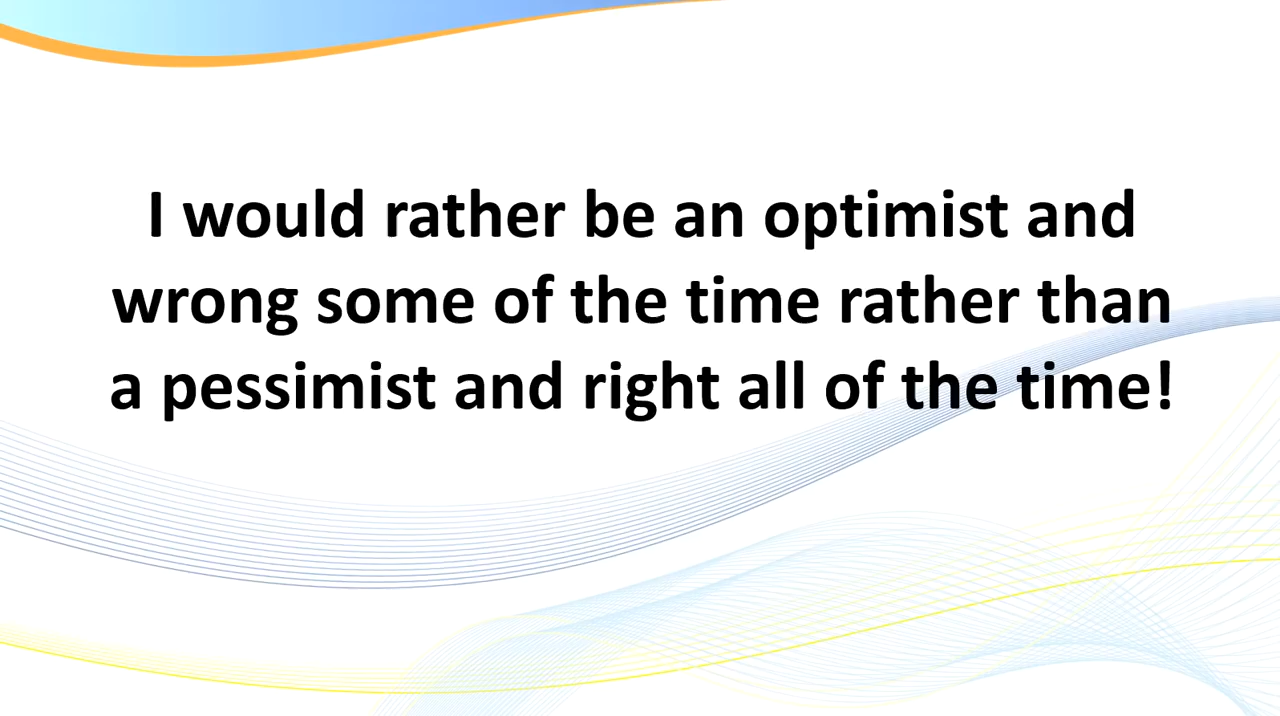 I would rather be an optimist and
wrong some of the time rather than
a pessimist and right all of the time!